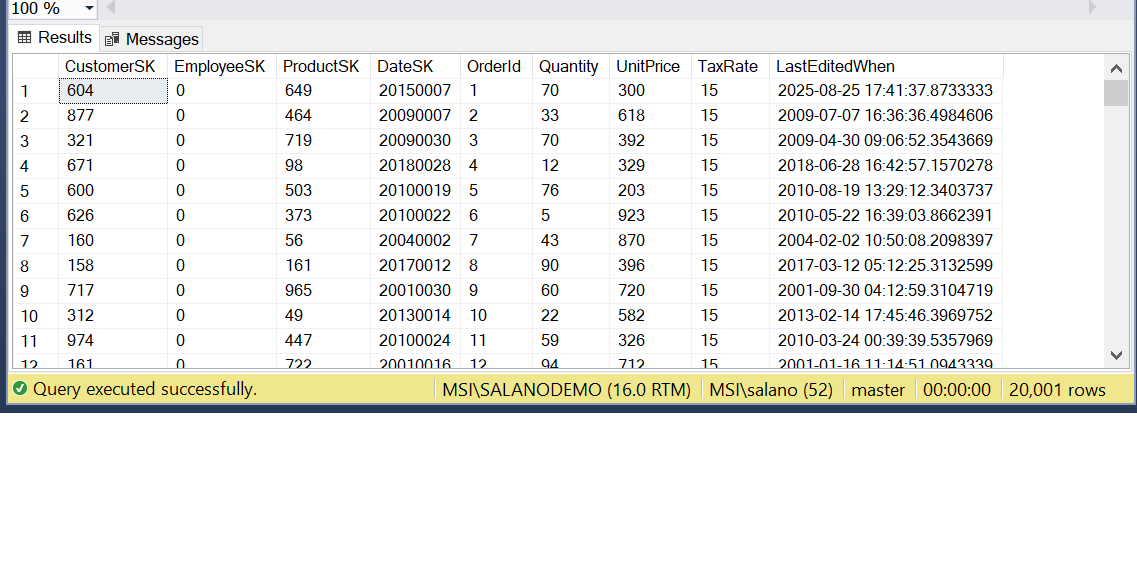 100 %
Results Messages
CustomerSK EmployeeSK ProductSK DateSK OrderId Quantity UnitPrice TaxRate LastEditedWhen
1 604 0 649 20150007 1 70 300 15 2025-08-25 17:41:37.8733333
2 877 0 464 20090007 2 33 618 15 2009-07-07 16:36:36.4984606
3 321 0 719 20090030 3 70 392 15 2009-04-30 09:06:52.3543669
4 671 0 98 20180028 4 12 329 15 2018-06-28 16:42:57.1570278
5 600 0 503 20100019 5 76 203 15 2010-08-19 13:29:12.3403737
6 626 0 373 20100022 6 5 923 15 2010-05-22 16:39:03.8662391
7 160 0 56 20040002 7 43 870 15 2004-02-02 10:50:08.2098397
8 158 0 161 20170012 8 90 396 15 2017-03-12 05:12:25.3132599
9 717 0 965 20010030 9 60 720 15 2001-09-30 04:12:59.3104719
10 312 0 49 20130014 10 22 582 15 2013-02-14 17:45:46.3969752
11 974 0 447 20100024 11 59 326 15 2010-03-24 00:39:39.5357969
12 161 0 722 20010016 12 94 712 15 2001-01-16 11:14:51.0943339
Query executed successfully. MSI\SALANODEMO (16.0 RTM) MSI\salano (52) master 00:00:00 20,001 rows